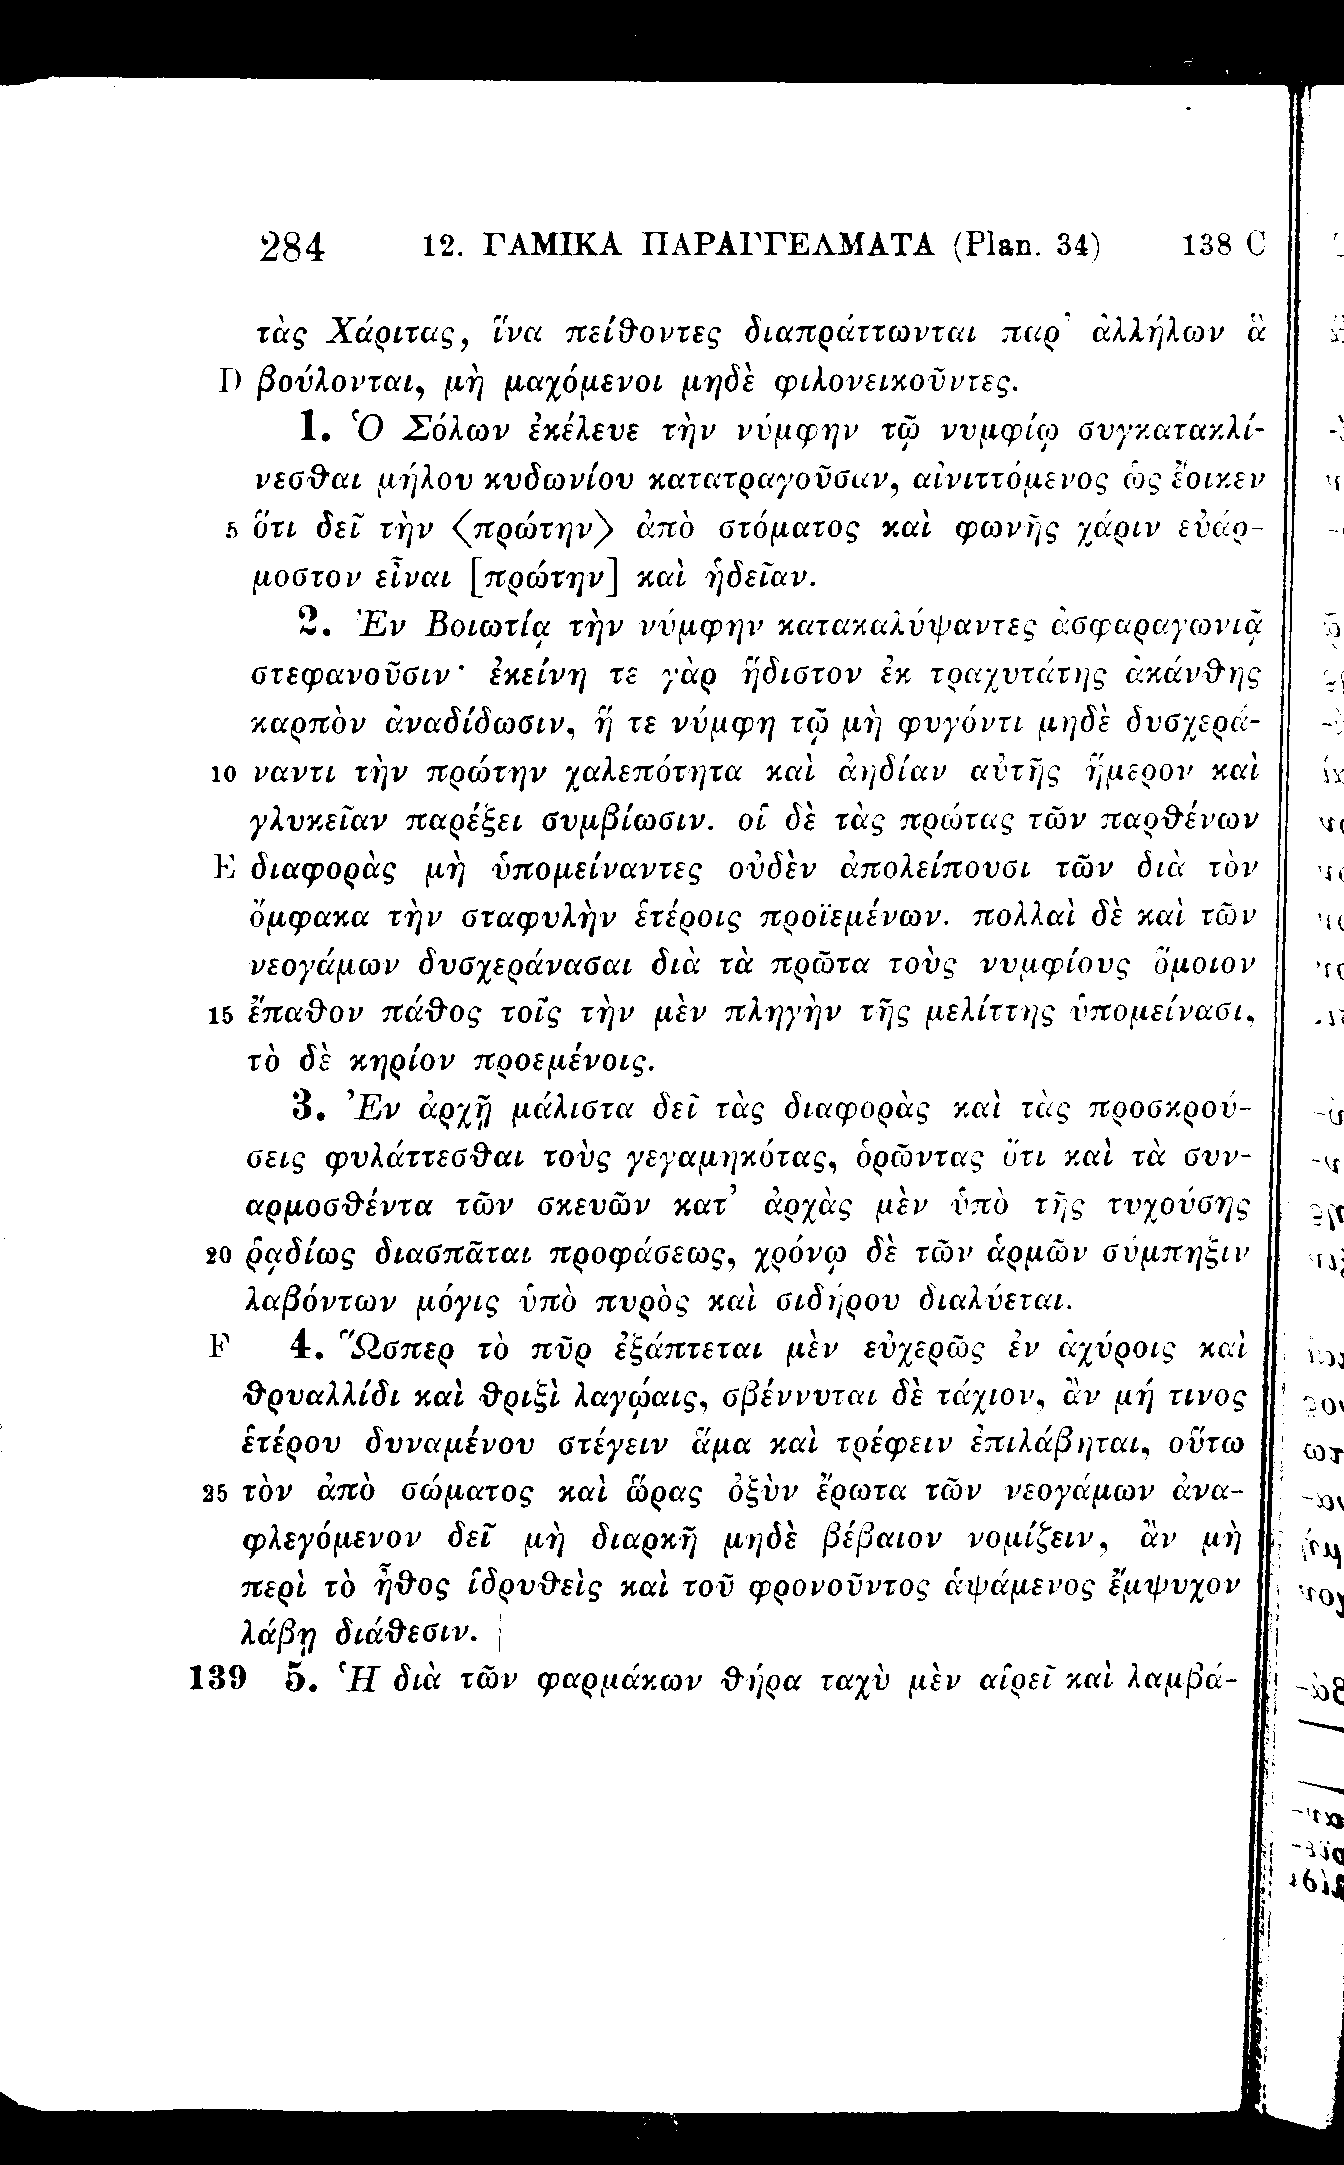 284 12. ΓΑΜΙΚΑ ΠΑΡΑΓΓΕΛΜΑΤΑ (Plan. 34) 138 C
τὰς Χάριτας, ἵνα πείθοντες διαπράττωνται παρ' ἀλλήλων ἃ
D βούλονται, μὴ μαχόμενοι μηδὲ φιλονεικοῦντες.
1. Ὁ Σόλων ἐκέλευε τὴν νύμφην τῷ νυμφίῳ συγκατακλί-
νεσθαι μήλου κυδωνίου κατατραγοῦσαν, αἰνιττόμενος ὡς ἔοικεν
5 ὅτι δεῖ τὴν ⟨πρώτην⟩ ἀπὸ στόματος καὶ φωνῆς χάριν εὐάρ-
μοστον εἶναι [πρώτην] καὶ ἡδεῖαν.
2. Ἐν Βοιωτίᾳ τὴν νύμφην κατακαλύψαντες ἀσφαραγωνιᾷ
στεφανοῦσιν· ἐκείνη τε γὰρ ἥδιστον ἐκ τραχυτάτης ἀκάνθης
καρπὸν ἀναδίδωσιν, ἥ τε νύμφη τῷ μὴ φυγόντι μηδὲ δυσχερά-
10 ναντι τὴν πρώτην χαλεπότητα καὶ ἀηδίαν αὐτῆς ἥμερον καὶ
γλυκεῖαν παρέξει συμβίωσιν. οἱ δὲ τὰς πρώτας τῶν παρθένων
E διαφορὰς μὴ ὑπομείναντες οὐδὲν ἀπολείπουσι τῶν διὰ τὸν
ὄμφακα τὴν σταφυλὴν ἑτέροις προϊεμένων. πολλαὶ δὲ καὶ τῶν
νεογάμων δυσχεράνασαι διὰ τὰ πρῶτα τοὺς νυμφίους ὅμοιον
15 ἔπαθον πάθος τοῖς τὴν μὲν πληγὴν τῆς μελίττης ὑπομείνασι,
τὸ δὲ κηρίον προεμένοις.
3. Ἐν ἀρχῇ μάλιστα δεῖ τὰς διαφορὰς καὶ τὰς προσκρού-
σεις φυλάττεσθαι τοὺς γεγαμηκότας, ὁρῶντας ὅτι καὶ τὰ συν-
αρμοσθέντα τῶν σκευῶν κατ' ἀρχὰς μὲν ὑπὸ τῆς τυχούσης
20 ῥᾳδίως διασπᾶται προφάσεως, χρόνῳ δὲ τῶν ἁρμῶν σύμπηξιν
λαβόντων μόγις ὑπὸ πυρὸς καὶ σιδήρου διαλύεται.
F 4. Ὥσπερ τὸ πῦρ ἐξάπτεται μὲν εὐχερῶς ἐν ἀχύροις καὶ
θρυαλλίδι καὶ θριξὶ λαγῴαις, σβέννυται δὲ τάχιον, ἂν μή τινος
ἑτέρου δυναμένου στέγειν ἅμα καὶ τρέφειν ἐπιλάβηται, οὕτω
25 τὸν ἀπὸ σώματος καὶ ὥρας ὀξὺν ἔρωτα τῶν νεογάμων ἀνα-
φλεγόμενον δεῖ μὴ διαρκῆ μηδὲ βέβαιον νομίζειν, ἂν μὴ
περὶ τὸ ἦθος ἱδρυθεὶς καὶ τοῦ φρονοῦντος ἁψάμενος ἔμψυχον
λάβῃ διάθεσιν. |
139 5. Ἡ διὰ τῶν φαρμάκων θήρα ταχὺ μὲν αἱρεῖ καὶ λαμβά-